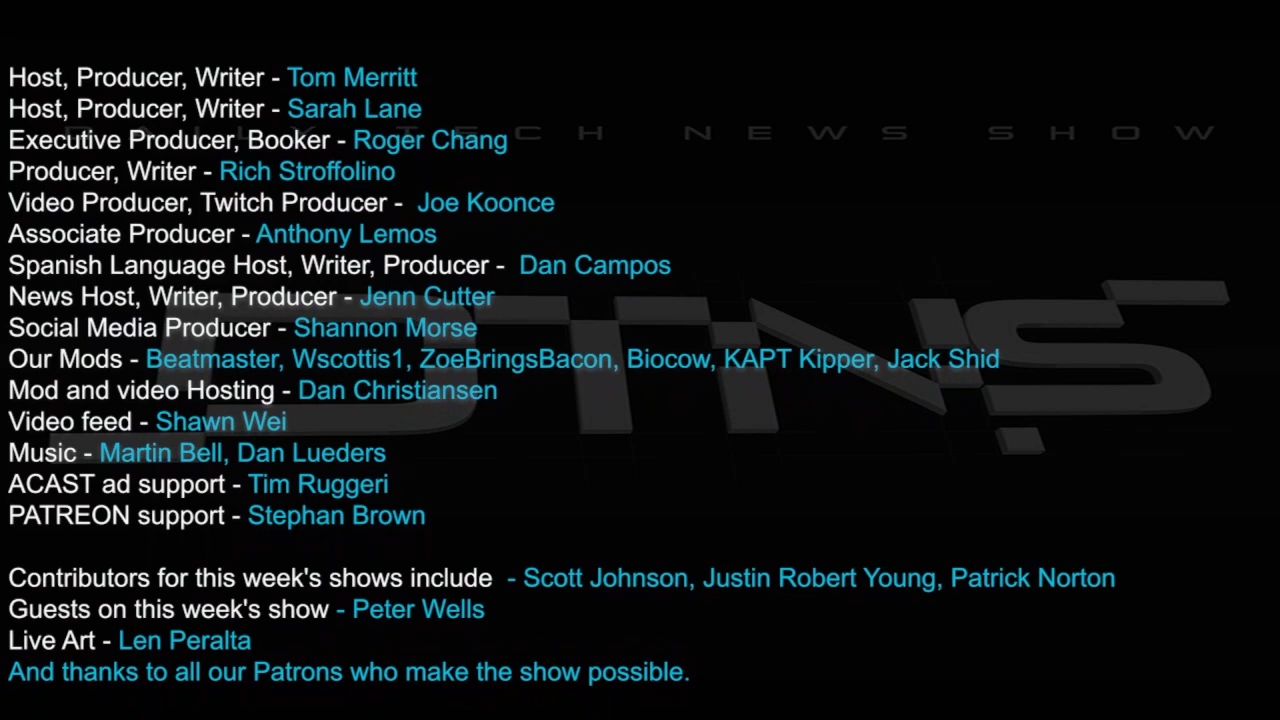 Host, Producer, Writer - Tom Merritt
Host, Producer, Writer - Sarah Lane
DAILY TECH NEWS SHOW
Executive Producer, Booker - Roger Chang
Producer, Writer - Rich Stroffolino
Video Producer, Twitch Producer -  Joe Koonce
Associate Producer - Anthony Lemos
Spanish Language Host, Writer, Producer -  Dan Campos
News Host, Writer, Producer - Jenn Cutter
Social Media Producer - Shannon Morse
DTNS
Our Mods - Beatmaster, Wscottis1, ZoeBringsBacon, Biocow, KAPT Kipper, Jack Shid
Mod and video Hosting - Dan Christiansen
Video feed - Shawn Wei
Music - Martin Bell, Dan Lueders
ACAST ad support - Tim Ruggeri
PATREON support - Stephan Brown
Contributors for this week's shows include  - Scott Johnson, Justin Robert Young, Patrick Norton
Guests on this week's show - Peter Wells
Live Art - Len Peralta
And thanks to all our Patrons who make the show possible.